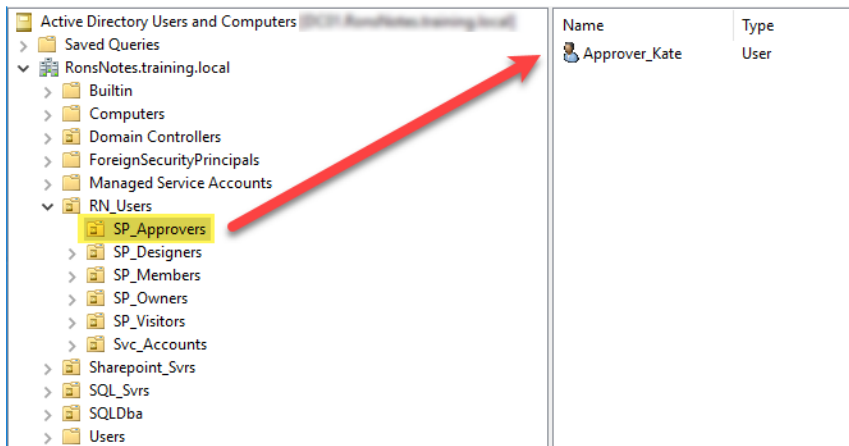 Active Directory Users and Computers
Saved Queries
RonsNotes.training.local
Builtin
Computers
Domain Controllers
ForeignSecurityPrincipals
Managed Service Accounts
RN_Users
SP_Approvers
SP_Designers
SP_Members
SP_Owners
SP_Visitors
Svc_Accounts
Sharepoint_Svrs
SQL_Svrs
SQLDba
Users
Name Type
Approver_Kate User